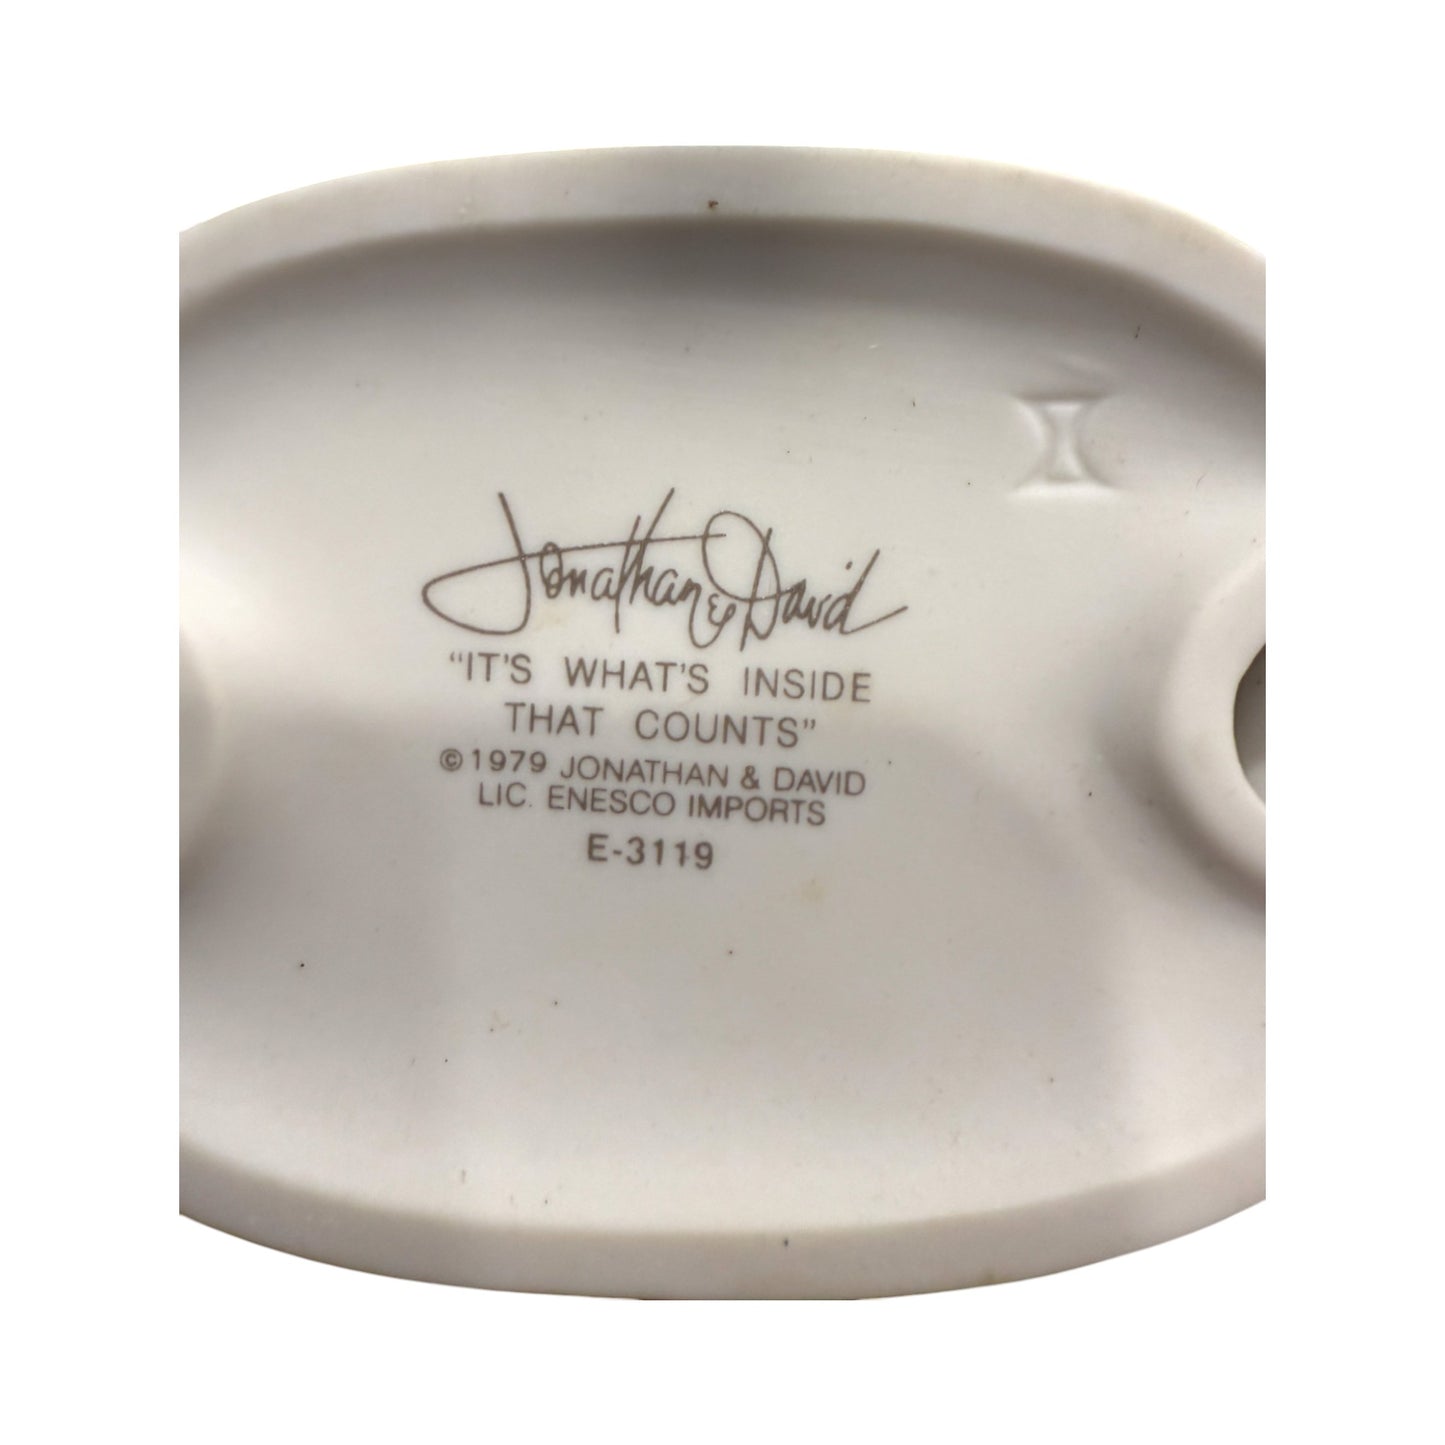 Jonathan & David
“IT'S WHAT'S INSIDE
THAT COUNTS”
© 1979 JONATHAN & DAVID
LIC. ENESCO IMPORTS
E-3119